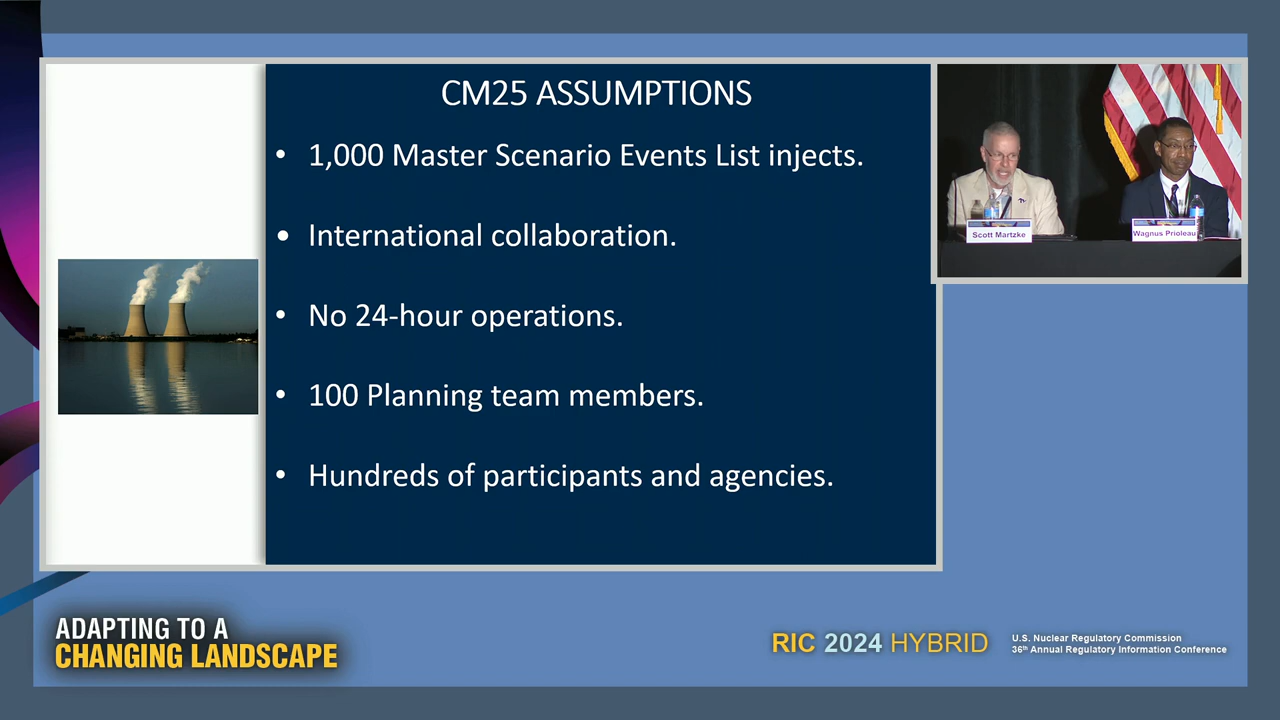 CM25 ASSUMPTIONS
• 1,000 Master Scenario Events List injects.
• International collaboration.
• No 24-hour operations.
• 100 Planning team members.
• Hundreds of participants and agencies.
Scott Martzke
Wagnus Prioleau
ADAPTING TO A
CHANGING LANDSCAPE
RIC 2024 HYBRID
U.S. Nuclear Regulatory Commission
36th Annual Regulatory Information Conference